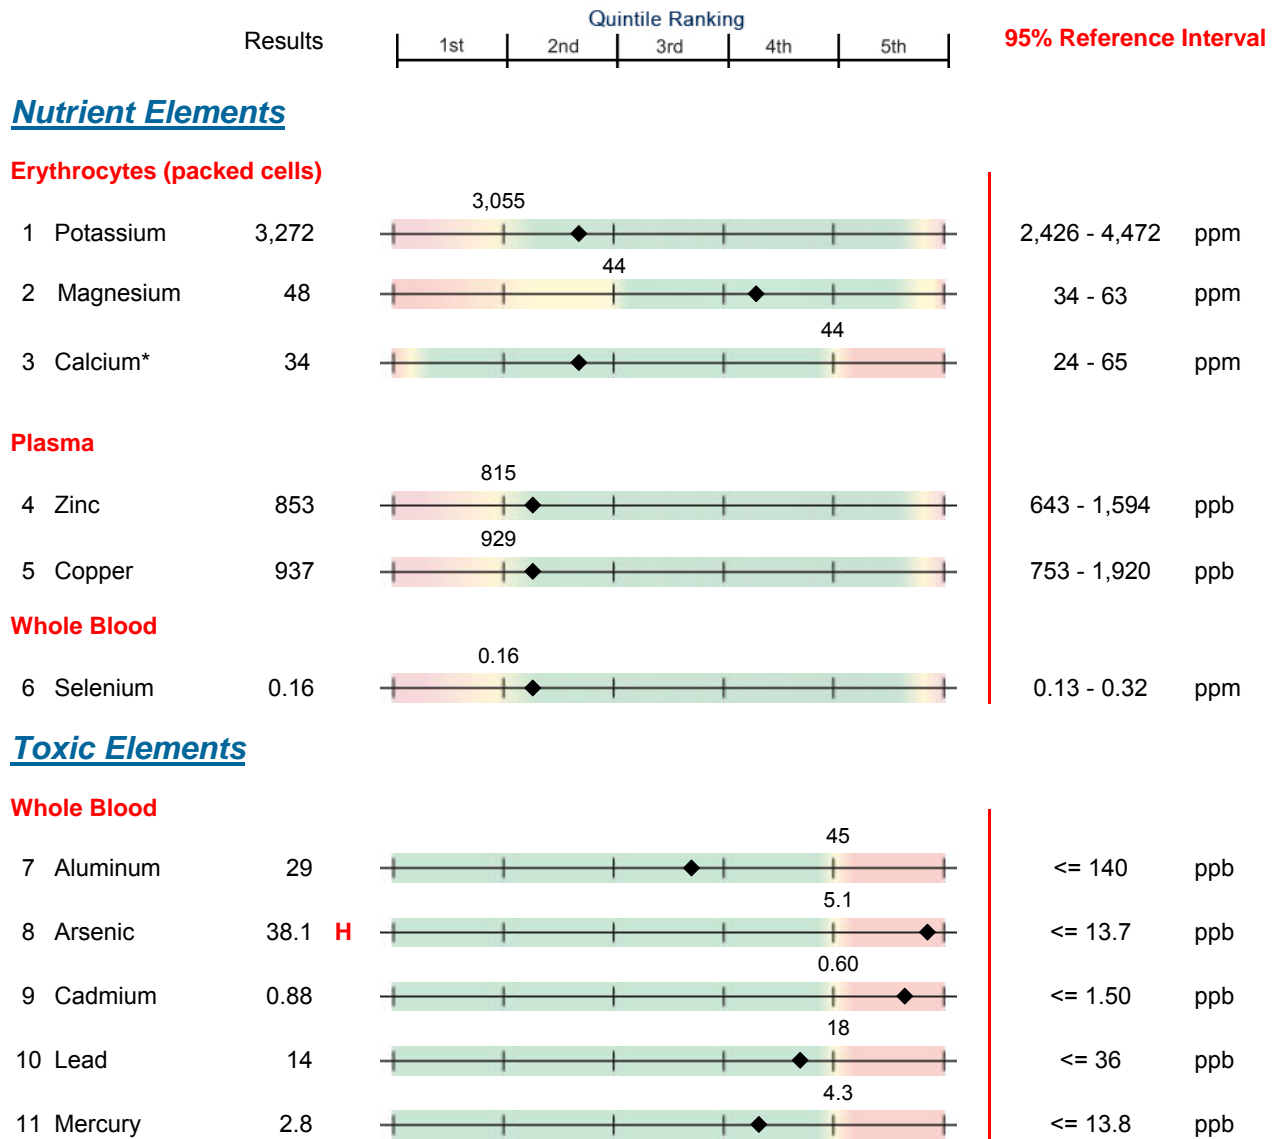 Quintile Ranking
Results 1st 2nd 3rd 4th 5th 95% Reference Interval
Nutrient Elements
Erythrocytes (packed cells)
3,055
1 Potassium 3,272 2,426 - 4,472 ppm
44
2 Magnesium 48 34 - 63 ppm
44
3 Calcium* 34 24 - 65 ppm
Plasma
815
4 Zinc 853 643 - 1,594 ppb
929
5 Copper 937 753 - 1,920 ppb
Whole Blood
0.16
6 Selenium 0.16 0.13 - 0.32 ppm
Toxic Elements
Whole Blood
45
7 Aluminum 29 <= 140 ppb
5.1
8 Arsenic 38.1 H <= 13.7 ppb
0.60
9 Cadmium 0.88 <= 1.50 ppb
18
10 Lead 14 <= 36 ppb
4.3
11 Mercury 2.8 <= 13.8 ppb